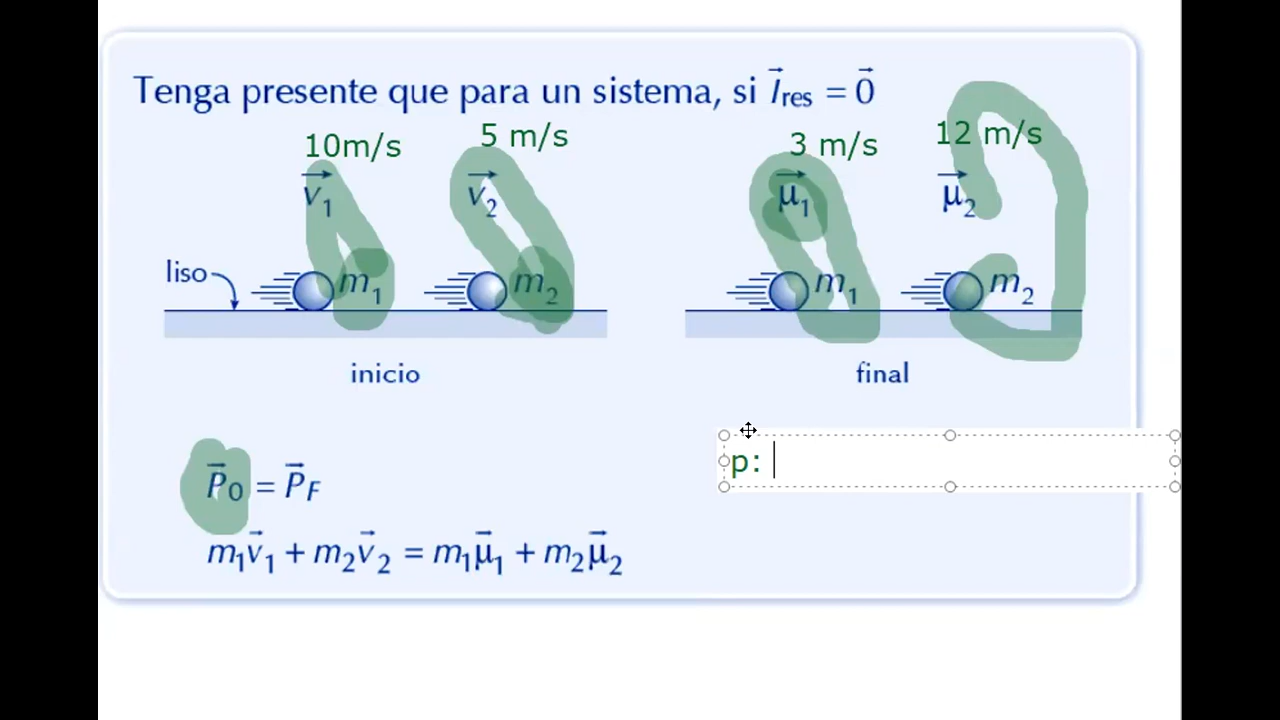 Tenga presente que para un sistema, si I⃗res = 0⃗
10m/s 5 m/s 3 m/s 12 m/s
v⃗1 v⃗2 μ⃗1 μ⃗2
liso m1 m2 m1 m2
inicio final
p:
P⃗0 = P⃗F
m1v⃗1 + m2v⃗2 = m1μ⃗1 + m2μ⃗2